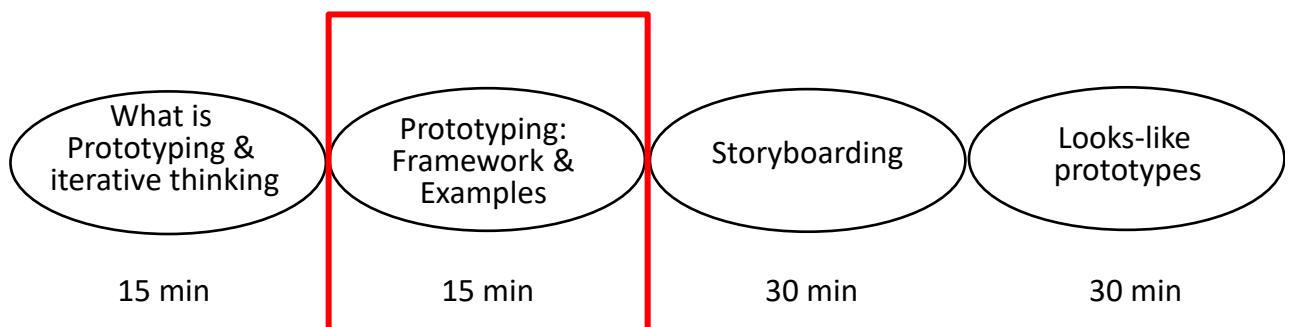 What is
Prototyping &
iterative thinking
Prototyping:
Framework &
Examples
Storyboarding
Looks-like
prototypes
15 min
15 min
30 min
30 min